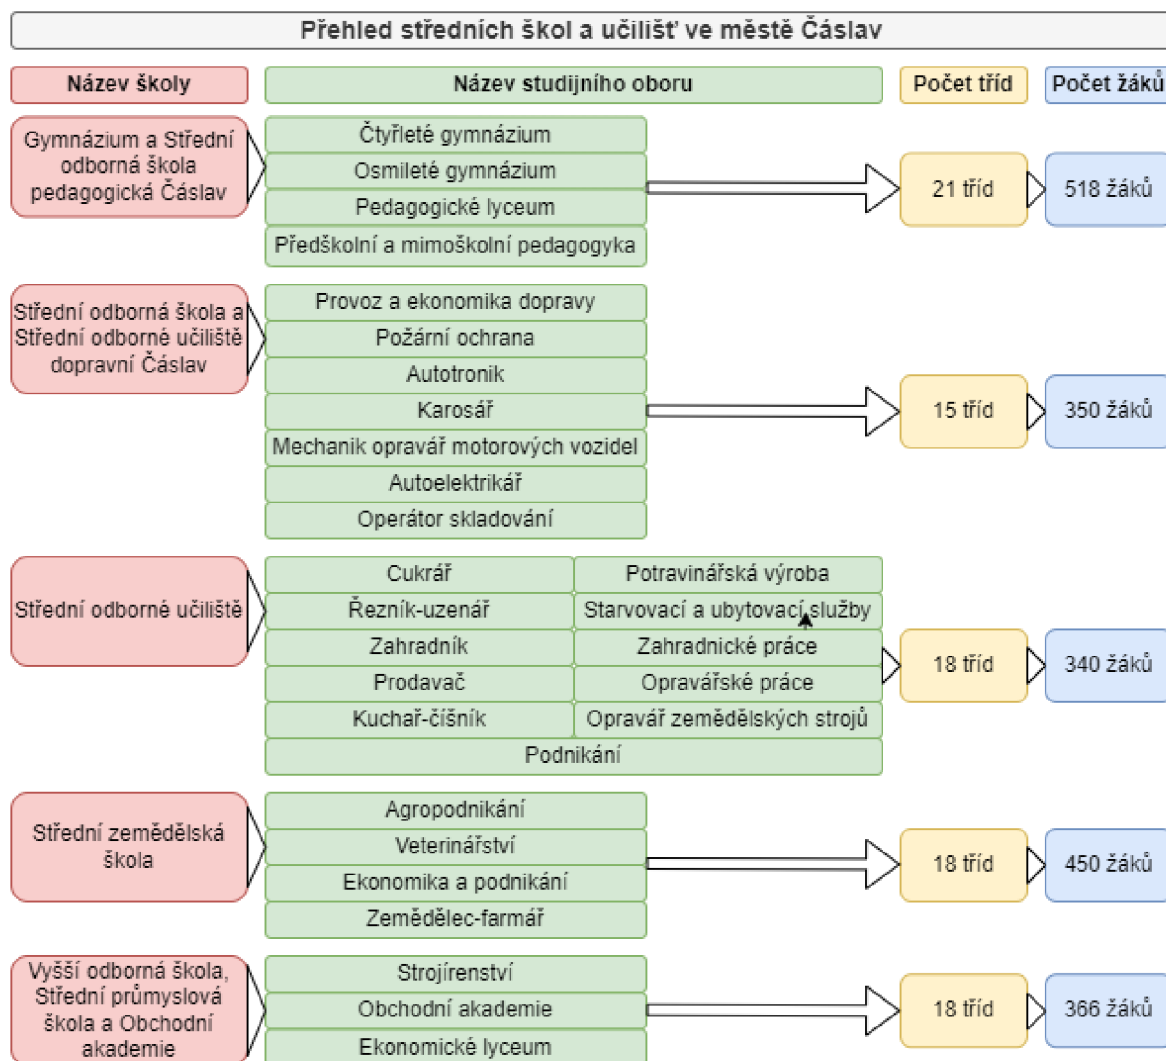 Přehled středních škol a učilišť ve městě Čáslav
Název školy
Název studijního oboru
Počet tříd
Počet žáků
Gymnázium a Střední
odborná škola
pedagogická Čáslav
Čtyřleté gymnázium
Osmileté gymnázium
Pedagogické lyceum
Předškolní a mimoškolní pedagogyka
21 tříd
518 žáků
Střední odborná škola a
Střední odborné učiliště
dopravní Čáslav
Provoz a ekonomika dopravy
Požární ochrana
Autotronik
Karosář
Mechanik opravář motorových vozidel
Autoelektrikář
Operátor skladování
15 tříd
350 žáků
Střední odborné učiliště
Cukrář
Potravinářská výroba
Řezník-uzenář
Starvovací a ubytovací služby
Zahradník
Zahradnické práce
Prodavač
Opravářské práce
Kuchař-číšník
Opravář zemědělských strojů
Podnikání
18 tříd
340 žáků
Střední zemědělská
škola
Agropodnikání
Veterinářství
Ekonomika a podnikání
Zemědělec-farmář
18 tříd
450 žáků
Vyšší odborná škola,
Střední průmyslová
škola a Obchodní
akademie
Strojírenství
Obchodní akademie
Ekonomické lyceum
18 tříd
366 žáků